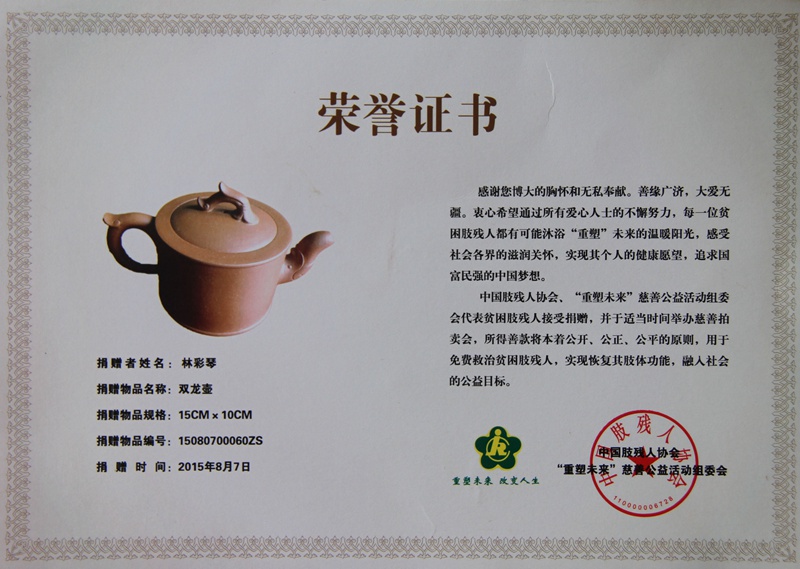 荣誉证书
感谢您博大的胸怀和无私奉献。善缘广济，大爱无
疆。衷心希望通过所有爱心人士的不懈努力，每一位贫
困肢残人都有可能沐浴“重塑”未来的温暖阳光，感受
社会各界的滋润关怀，实现其个人的健康愿望，追求国
富民强的中国梦想。
中国肢残人协会、“重塑未来”慈善公益活动组委
会代表贫困肢残人接受捐赠，并于适当时间举办慈善拍
卖会，所得善款将本着公开、公正、公平的原则，用于
免费救治贫困肢残人，实现恢复其肢体功能，融入社会
的公益目标。
捐赠者姓名：林彩琴
捐赠物品名称：双龙壶
捐赠物品规格：15CM x 10CM
捐赠物品编号：15080700060ZS
捐赠时间：2015年8月7日
重塑未来 改变人生
中国肢残人协会
“重塑未来”慈善公益活动组委会
中国肢残人协会
110000006728